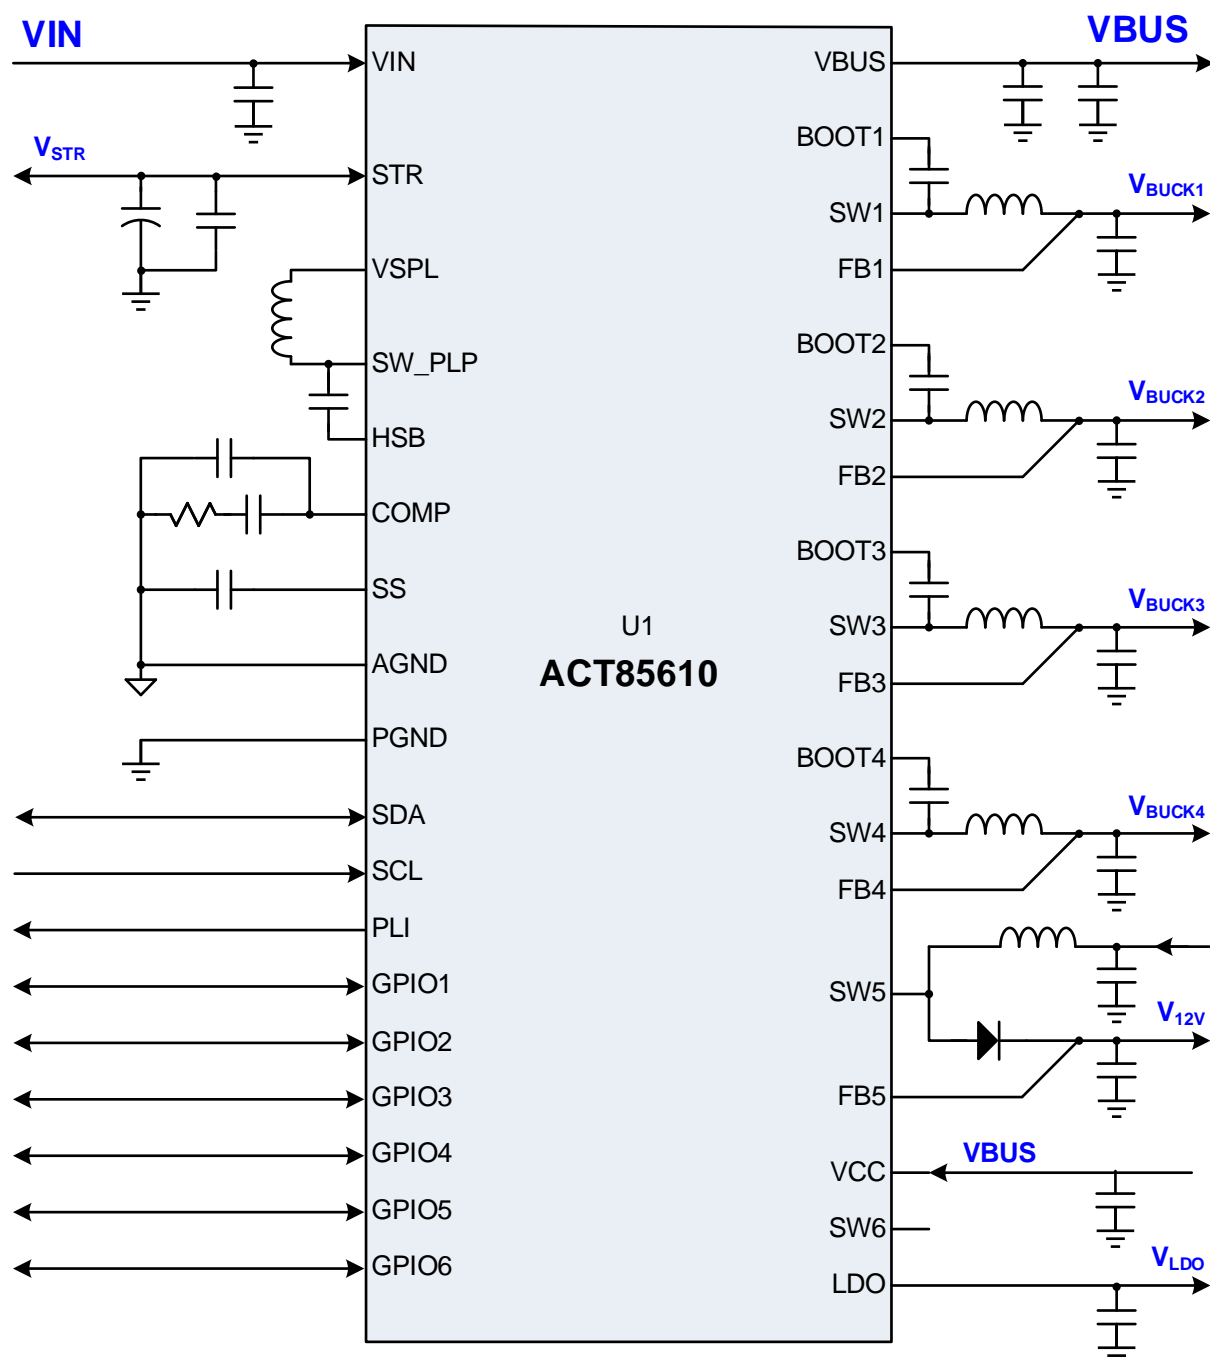 VIN
VBUS
VIN
VBUS
BOOT1
VSTR
STR
VBUCK1
SW1
VSPL
FB1
BOOT2
SW_PLP
VBUCK2
SW2
HSB
FB2
COMP
BOOT3
SS
VBUCK3
U1
SW3
AGND
ACT85610
FB3
PGND
BOOT4
SDA
VBUCK4
SW4
SCL
FB4
PLI
GPIO1
SW5
V12V
GPIO2
GPIO3
FB5
GPIO4
VBUS
VCC
GPIO5
SW6
GPIO6
VLDO
LDO